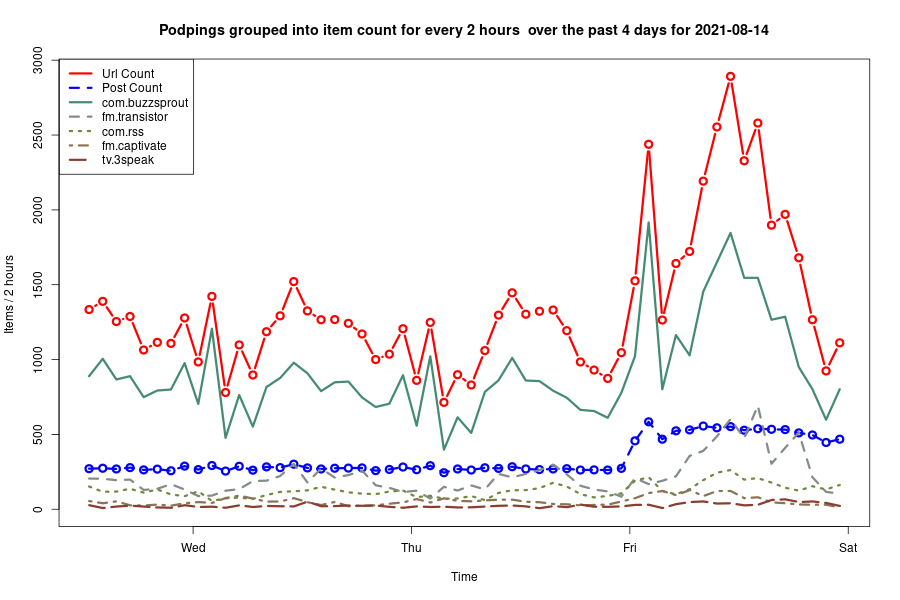 Podpings grouped into item count for every 2 hours  over the past 4 days for 2021-08-14
Url Count
Post Count
com.buzzsprout
fm.transistor
com.rss
fm.captivate
tv.3speak
Items / 2 hours
3000
2500
2000
1500
1000
500
0
Wed
Thu
Fri
Sat
Time